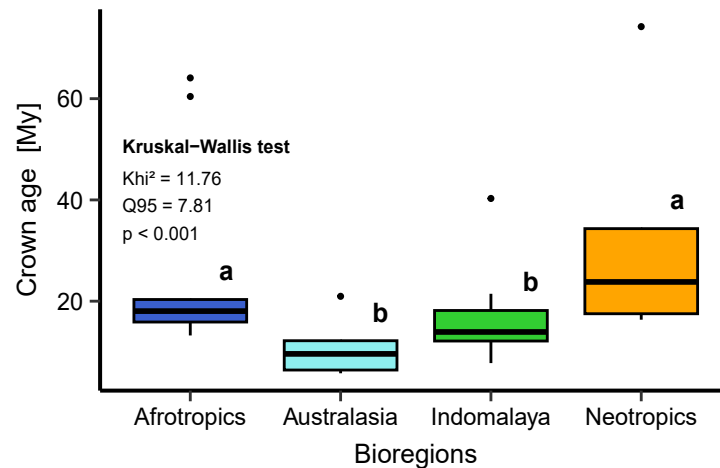 60
40
20
Crown age [My]
Kruskal−Wallis test
Khi² = 11.76
Q95 = 7.81
p < 0.001
a
b
b
a
Afrotropics
Australasia
Indomalaya
Neotropics
Bioregions